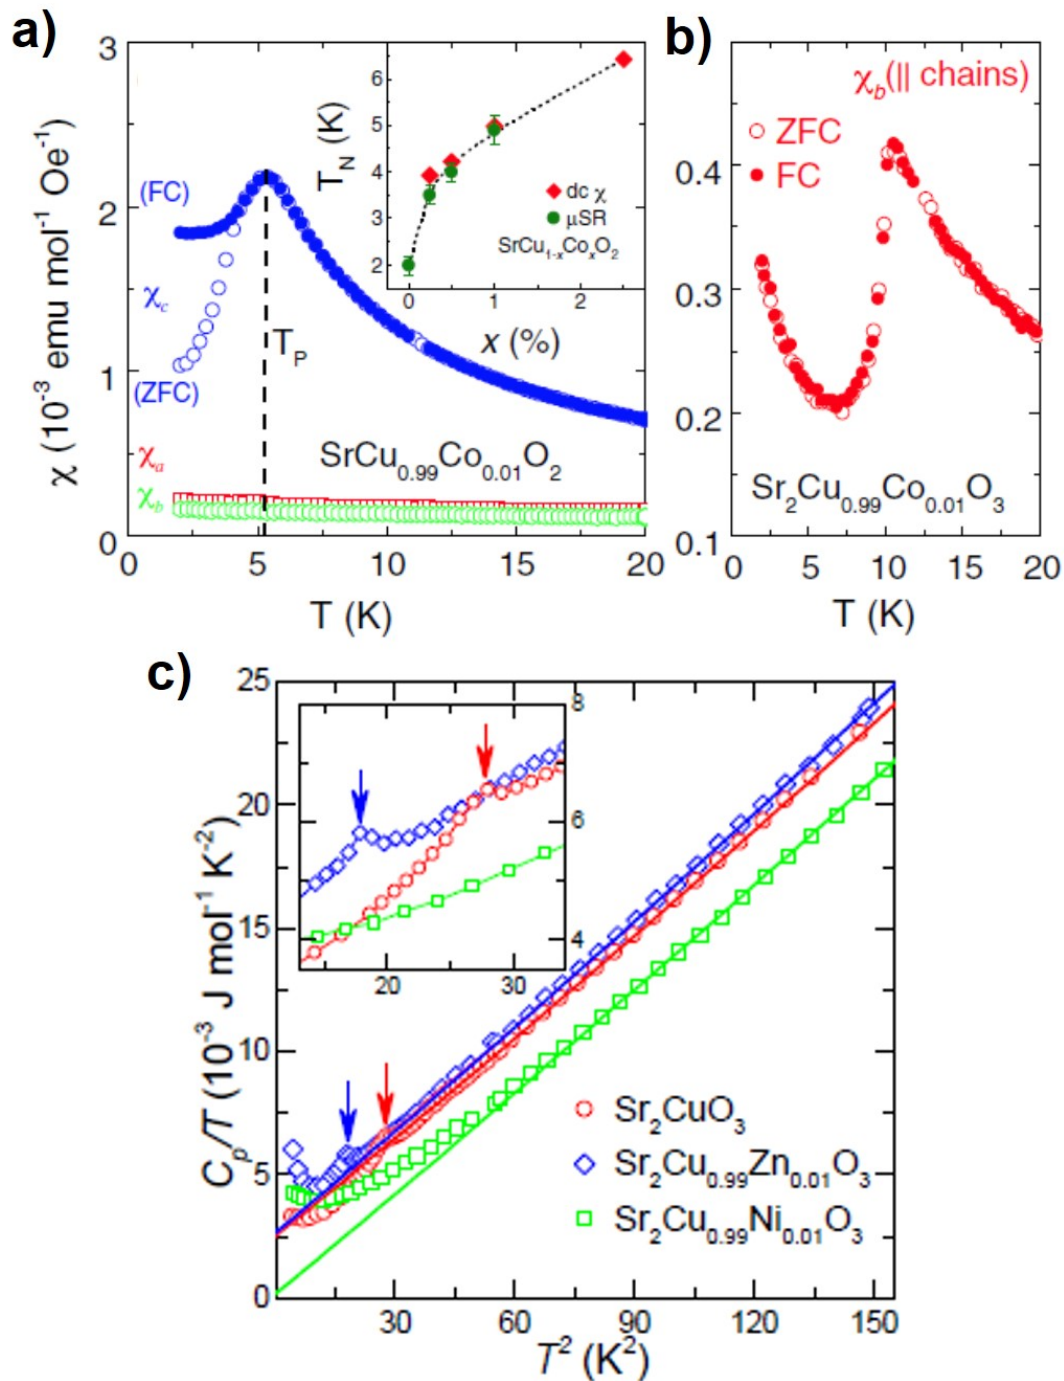 a)
3
2
1
0
χ (10⁻³ emu mol⁻¹ Oe⁻¹)
(FC)
χc
(ZFC)
χa
χb
TP
SrCu0.99Co0.01O2
0 5 10 15 20
T (K)
TN (K)
6
5
4
3
2
dc χ
μSR
SrCu1-xCoxO2
0 1 2
x (%)
b)
χb(|| chains)
ZFC
FC
0.4
0.3
0.2
0.1
Sr2Cu0.99Co0.01O3
0 5 10 15 20
T (K)
c)
25
20
15
10
5
0
Cp/T (10⁻³ J mol⁻¹ K⁻²)
8
6
4
20 30
Sr2CuO3
Sr2Cu0.99Zn0.01O3
Sr2Cu0.99Ni0.01O3
30 60 90 120 150
T² (K²)